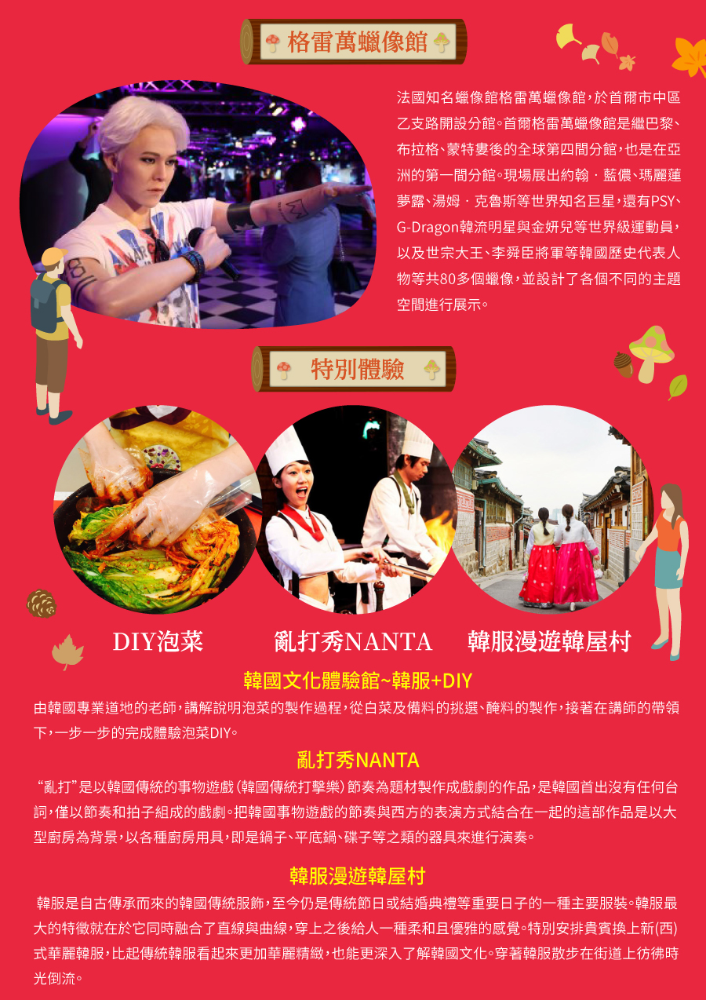 格雷萬蠟像館
法國知名蠟像館格雷萬蠟像館，於首爾市中區
乙支路開設分館。首爾格雷萬蠟像館是繼巴黎、
布拉格、蒙特婁後的全球第四間分館，也是在亞
洲的第一間分館。現場展出約翰．藍儂、瑪麗蓮
夢露、湯姆．克魯斯等世界知名巨星，還有PSY、
G-Dragon韓流明星與金妍兒等世界級運動員，
以及世宗大王、李舜臣將軍等韓國歷史代表人
物等共80多個蠟像，並設計了各個不同的主題
空間進行展示。
特別體驗
DIY泡菜
亂打秀NANTA
韓服漫遊韓屋村
韓國文化體驗館~韓服+DIY
由韓國專業道地的老師，講解說明泡菜的製作過程，從白菜及備料的挑選、醃料的製作，接著在講師的帶領
下，一步一步的完成體驗泡菜DIY。
亂打秀NANTA
“亂打”是以韓國傳統的事物遊戲（韓國傳統打擊樂）節奏為題材製作成戲劇的作品，是韓國首出沒有任何台
詞，僅以節奏和拍子組成的戲劇。把韓國事物遊戲的節奏與西方的表演方式結合在一起的這部作品是以大
型廚房為背景，以各種廚房用具，即是鍋子、平底鍋、碟子等之類的器具來進行演奏。
韓服漫遊韓屋村
韓服是自古傳承而來的韓國傳統服飾，至今仍是傳統節日或結婚典禮等重要日子的一種主要服裝。韓服最
大的特徵就在於它同時融合了直線與曲線，穿上之後給人一種柔和且優雅的感覺。特別安排貴賓換上新(西)
式華麗韓服，比起傳統韓服看起來更加華麗精緻，也能更深入了解韓國文化。穿著韓服散步在街道上彷彿時
光倒流。